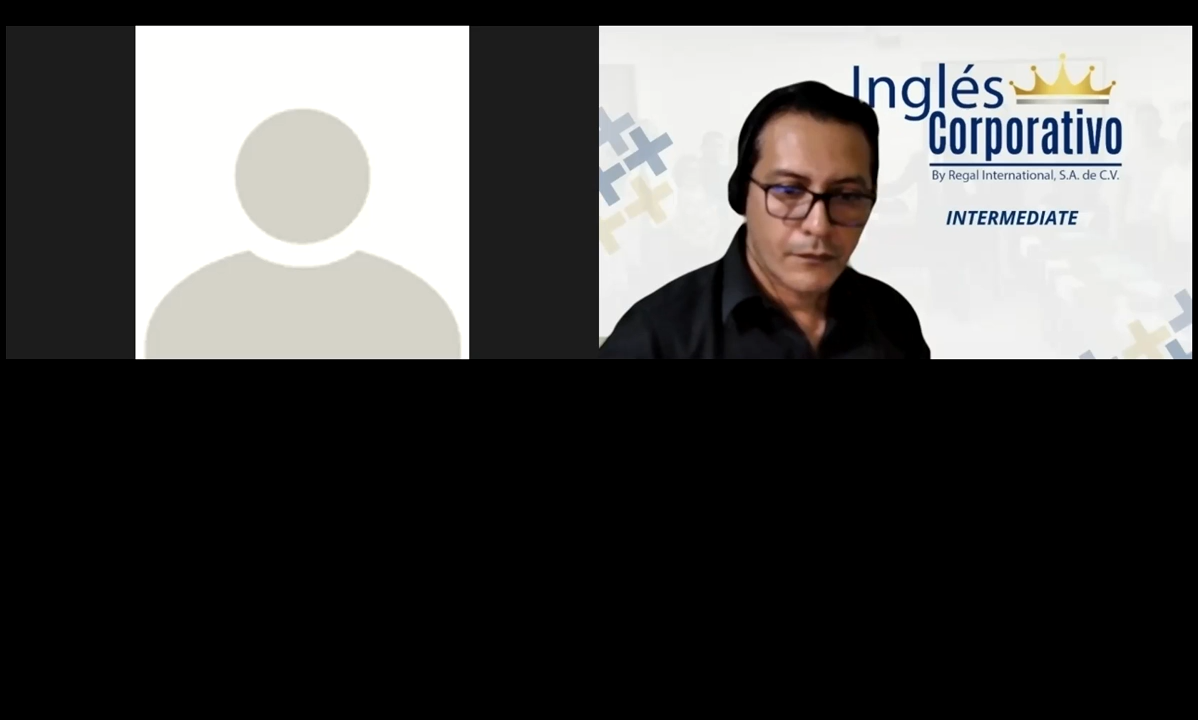 Inglés
Corporativo
By Regal International, S.A. de C.V.
INTERMEDIATE